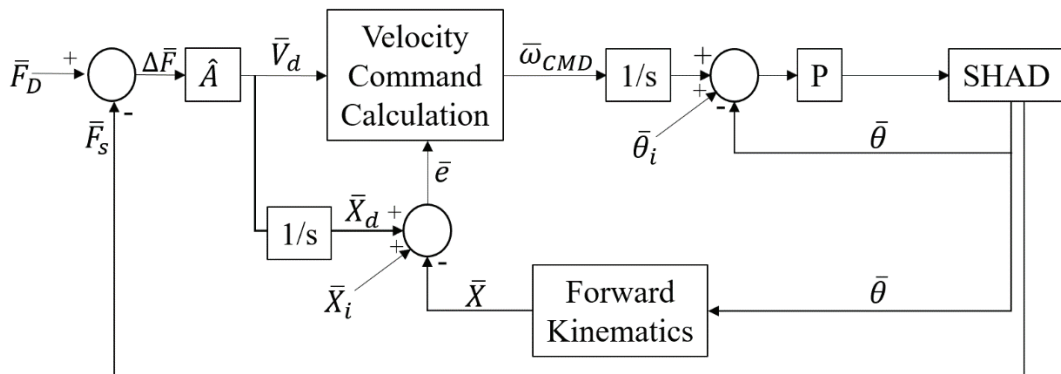 F̄_D
+
-
F̄_s
ΔF̄
Â
V̄_d
Velocity
Command
Calculation
ω̄_CMD
1/s
+
+
-
θ̄_i
P
SHAD
θ̄
ē
1/s
X̄_d
+
+
-
X̄_i
X̄
Forward
Kinematics
θ̄